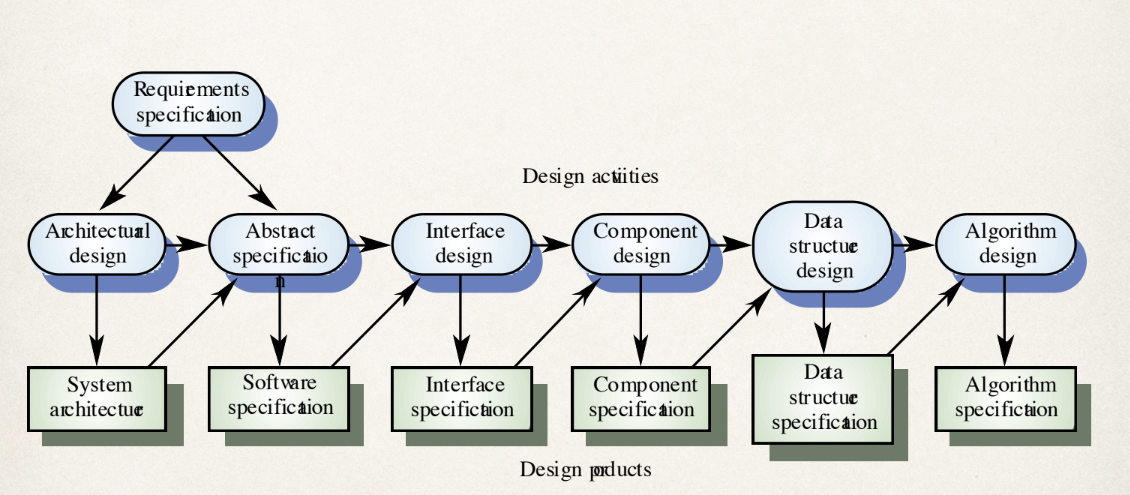 Requirements
specification
Design activities
Architectural
design
Abstract
specificatio
n
Interface
design
Component
design
Data
structure
design
Algorithm
design
System
architecture
Software
specification
Interface
specification
Component
specification
Data
structure
specification
Algorithm
specification
Design products